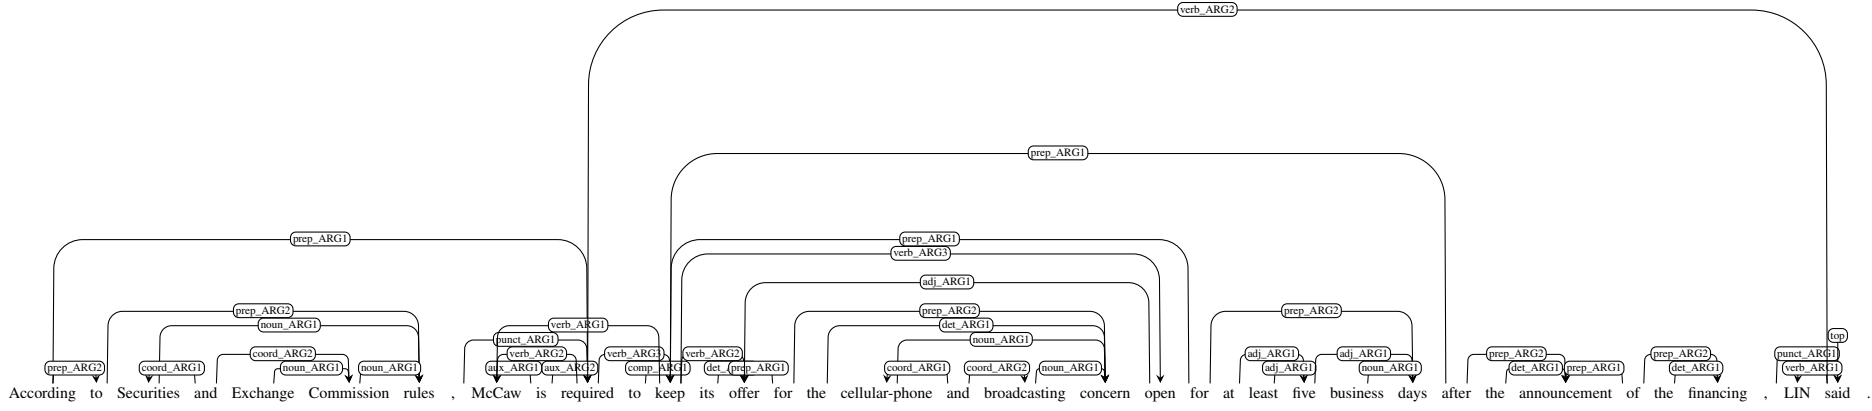 verb_ARG2
prep_ARG1
prep_ARG1 prep_ARG1
verb_ARG3
adj_ARG1
prep_ARG2 prep_ARG2 prep_ARG2
noun_ARG1 verb_ARG1 det_ARG1
top
punct_ARG1 noun_ARG1
coord_ARG2 verb_ARG2 verb_ARG3 verb_ARG2 adj_ARG1 adj_ARG1 prep_ARG2 prep_ARG2 punct_ARG1
prep_ARG2 coord_ARG1 noun_ARG1 noun_ARG1 aux_ARG1 aux_ARG2 comp_ARG1 det_ prep_ARG1 coord_ARG1 coord_ARG2 noun_ARG1 adj_ARG1 noun_ARG1 det_ARG1 prep_ARG1 det_ARG1 verb_ARG1
According to Securities and Exchange Commission rules , McCaw is required to keep its offer for the cellular-phone and broadcasting concern open for at least five business days after the announcement of the financing , LIN said .